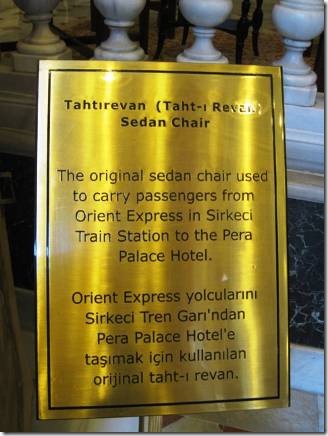 Tahtırevan (Taht-ı Revan)
Sedan Chair
The original sedan chair used
to carry passengers from
Orient Express in Sirkeci
Train Station to the Pera
Palace Hotel.
Orient Express yolcularını
Sirkeci Tren Garı'ndan
Pera Palace Hotel'e
taşımak için kullanılan
orijinal taht-ı revan.